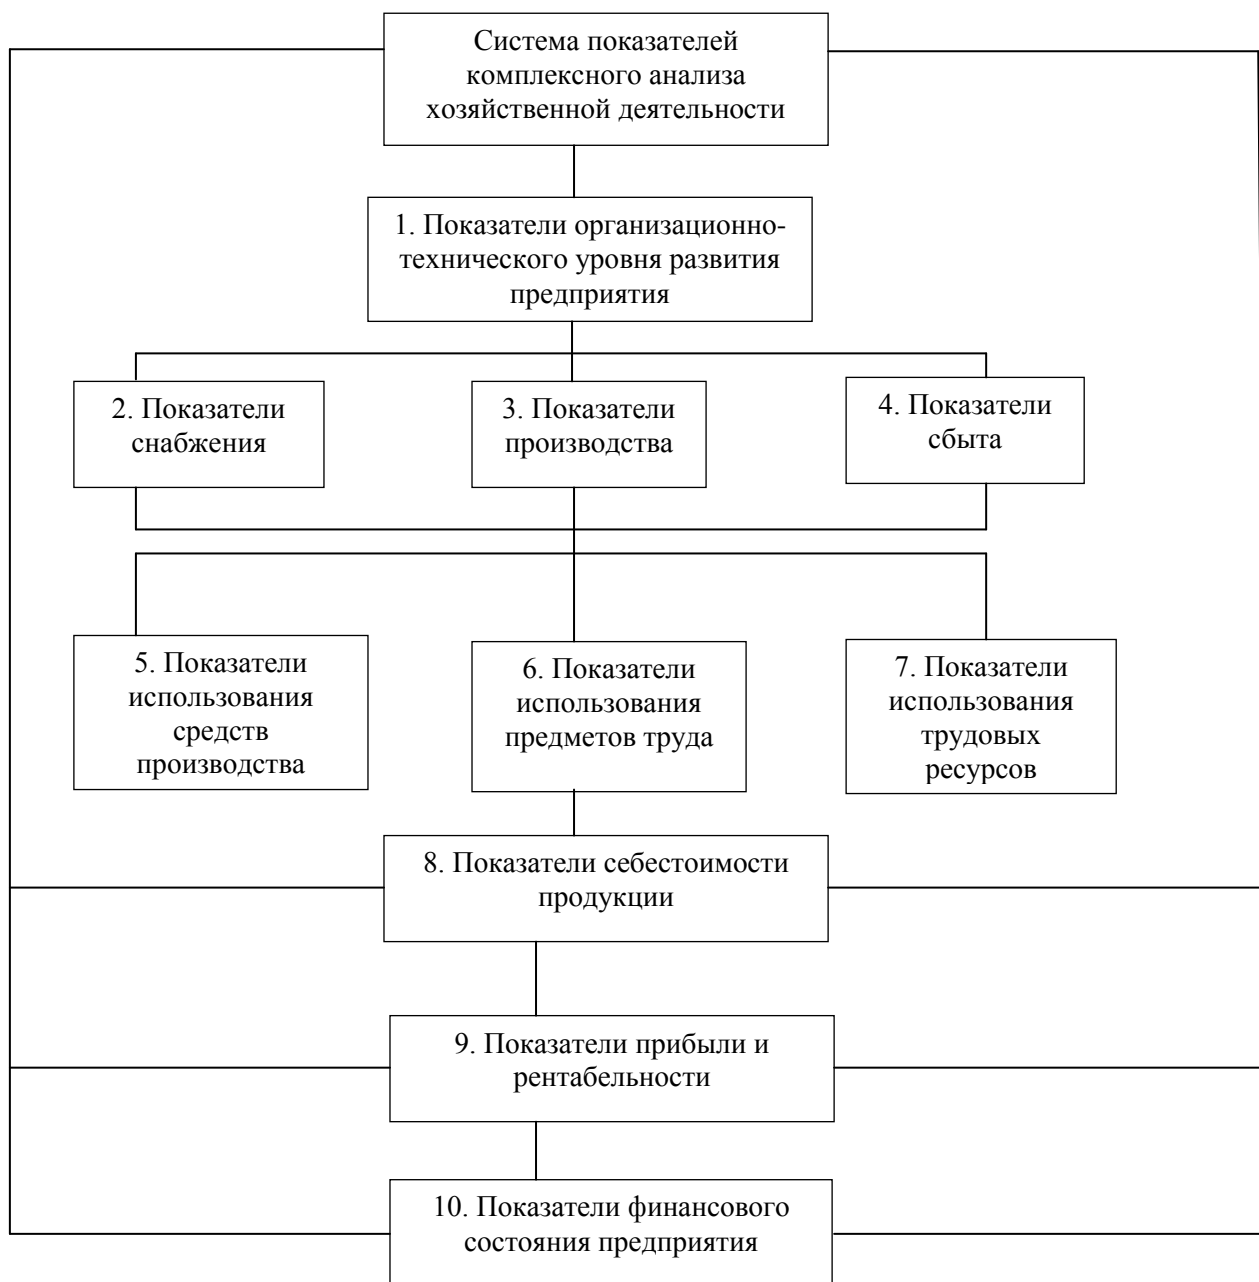 Система показателей
комплексного анализа
хозяйственной деятельности
1. Показатели организационно-
технического уровня развития
предприятия
2. Показатели
снабжения
3. Показатели
производства
4. Показатели
сбыта
5. Показатели
использования
средств
производства
6. Показатели
использования
предметов труда
7. Показатели
использования
трудовых
ресурсов
8. Показатели себестоимости
продукции
9. Показатели прибыли и
рентабельности
10. Показатели финансового
состояния предприятия